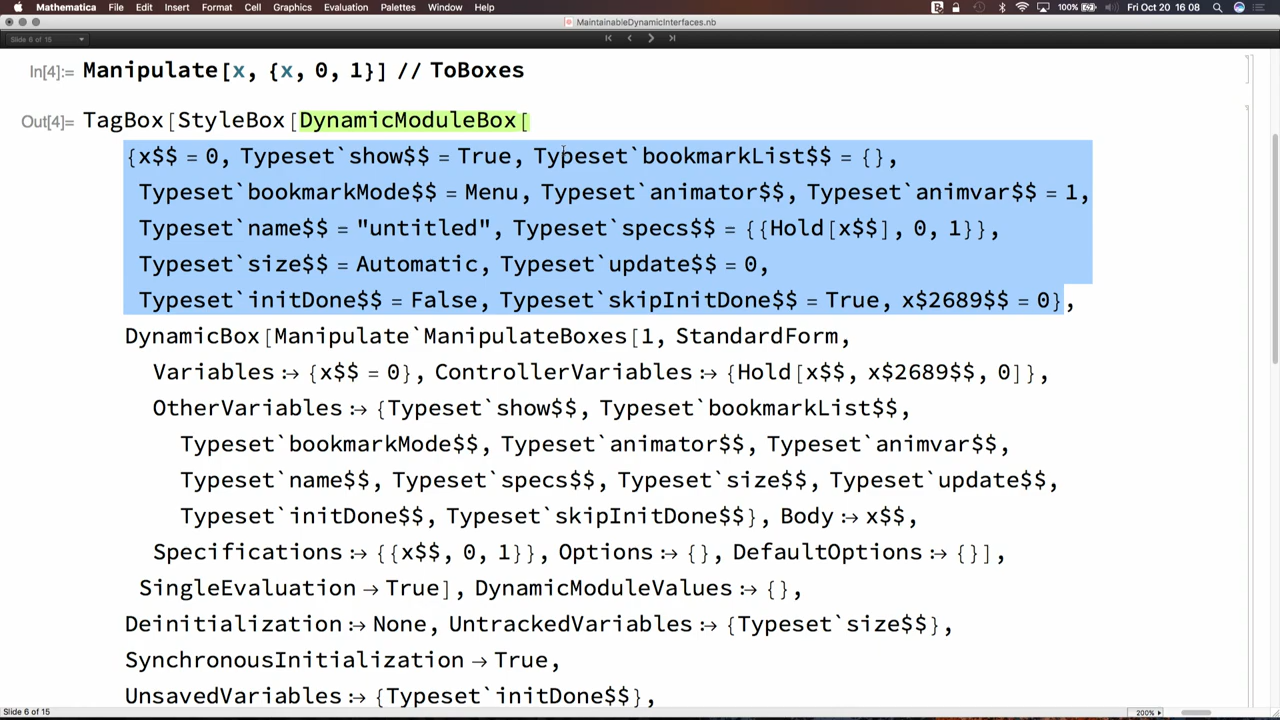 Mathematica File Edit Insert Format Cell Graphics Evaluation Palettes Window Help 100% Fri Oct 20 16 08
MaintainableDynamicInterfaces.nb
Slide 6 of 15
In[4]:= Manipulate[x, {x, 0, 1}] // ToBoxes
Out[4]= TagBox[StyleBox[DynamicModuleBox[
{x$$ = 0, Typeset`show$$ = True, Typeset`bookmarkList$$ = {},
Typeset`bookmarkMode$$ = Menu, Typeset`animator$$, Typeset`animvar$$ = 1,
Typeset`name$$ = "untitled", Typeset`specs$$ = {{Hold[x$$], 0, 1}},
Typeset`size$$ = Automatic, Typeset`update$$ = 0,
Typeset`initDone$$ = False, Typeset`skipInitDone$$ = True, x$2689$$ = 0},
DynamicBox[Manipulate`ManipulateBoxes[1, StandardForm,
Variables :→ {x$$ = 0}, ControllerVariables :→ {Hold[x$$, x$2689$$, 0]},
OtherVariables :→ {Typeset`show$$, Typeset`bookmarkList$$,
Typeset`bookmarkMode$$, Typeset`animator$$, Typeset`animvar$$,
Typeset`name$$, Typeset`specs$$, Typeset`size$$, Typeset`update$$,
Typeset`initDone$$, Typeset`skipInitDone$$}, Body :→ x$$,
Specifications :→ {{x$$, 0, 1}}, Options :→ {}, DefaultOptions :→ {}],
SingleEvaluation → True], DynamicModuleValues :→ {},
Deinitialization :→ None, UntrackedVariables :→ {Typeset`size$$},
SynchronousInitialization → True,
UnsavedVariables :→ {Typeset`initDone$$},
Slide 6 of 15
200%